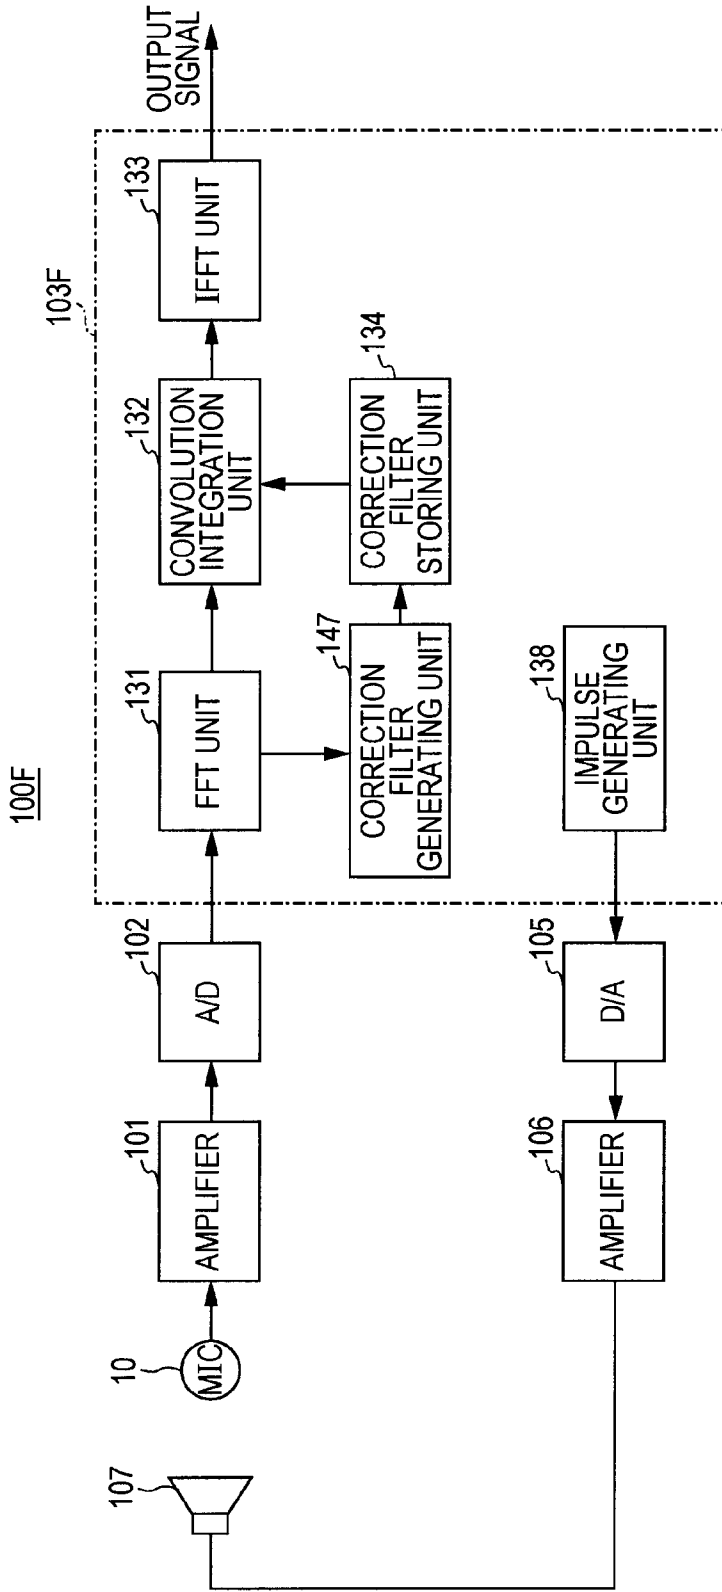 100F
103F
107
10
MIC
101
AMPLIFIER
102
A/D
131
FFT UNIT
132
CONVOLUTION
INTEGRATION
UNIT
133
IFFT UNIT
OUTPUT
SIGNAL
147
CORRECTION
FILTER
GENERATING UNIT
134
CORRECTION
FILTER
STORING UNIT
106
AMPLIFIER
105
D/A
138
IMPULSE
GENERATING
UNIT